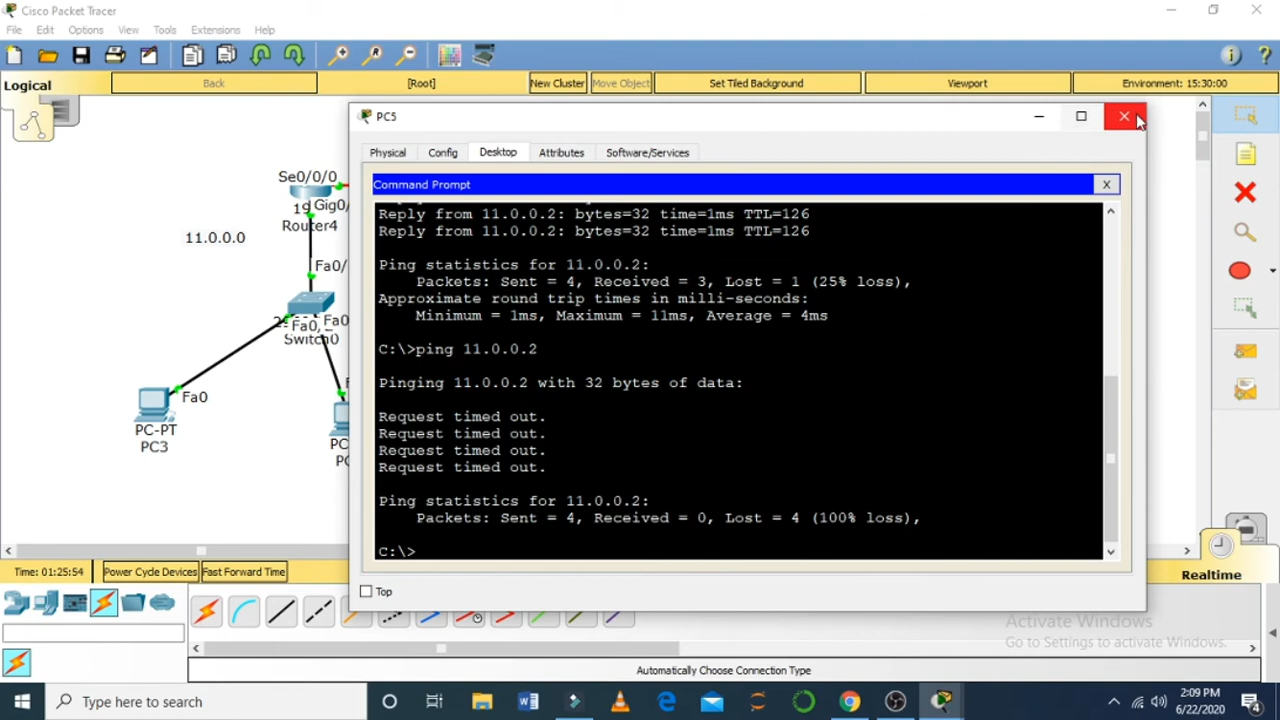 Cisco Packet Tracer
File Edit Options View Tools Extensions Help
Logical Back [Root] New Cluster Move Object Set Tiled Background Viewport Environment: 15:30:00
PC5
Physical Config Desktop Attributes Software/Services
Command Prompt X
Reply from 11.0.0.2: bytes=32 time=1ms TTL=126
Reply from 11.0.0.2: bytes=32 time=1ms TTL=126
Ping statistics for 11.0.0.2:
Packets: Sent = 4, Received = 3, Lost = 1 (25% loss),
Approximate round trip times in milli-seconds:
Minimum = 1ms, Maximum = 11ms, Average = 4ms
C:\>ping 11.0.0.2
Pinging 11.0.0.2 with 32 bytes of data:
Request timed out.
Request timed out.
Request timed out.
Request timed out.
Ping statistics for 11.0.0.2:
Packets: Sent = 4, Received = 0, Lost = 4 (100% loss),
C:\>
Top
Se0/0/0
19 Gig0/
Router4
11.0.0.0
Fa0/
Fa0/ Fa0
Switch0
Fa0
PC-PT
PC3
PC
Time: 01:25:54 Power Cycle Devices Fast Forward Time
Realtime
Activate Windows
Go to Settings to activate Windows.
Automatically Choose Connection Type
Type here to search
2:09 PM
6/22/2020
4